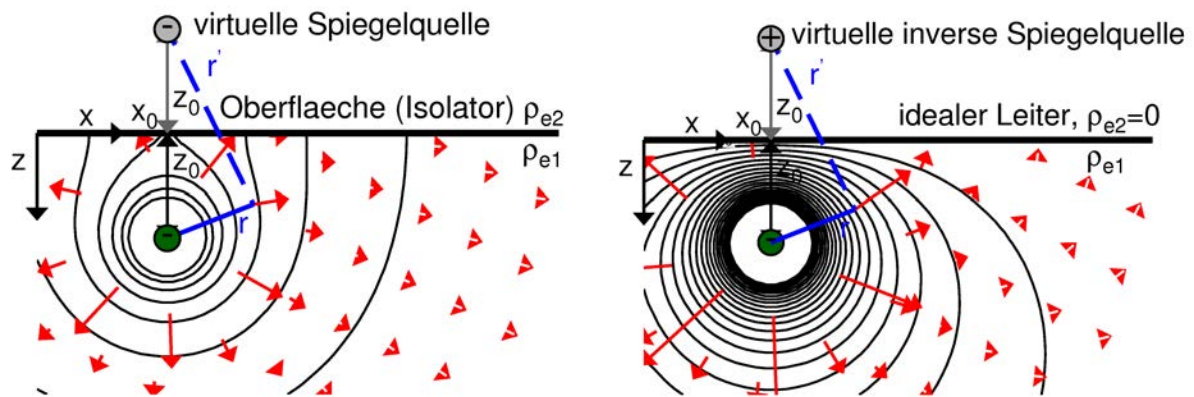 -
virtuelle Spiegelquelle
r'
z₀
x
x₀
Oberflaeche (Isolator) ρₑ₂
z
z₀
ρₑ₁
r
-
+
virtuelle inverse Spiegelquelle
r'
z₀
x
x₀
idealer Leiter, ρₑ₂=0
z
z₀
ρₑ₁
r
-